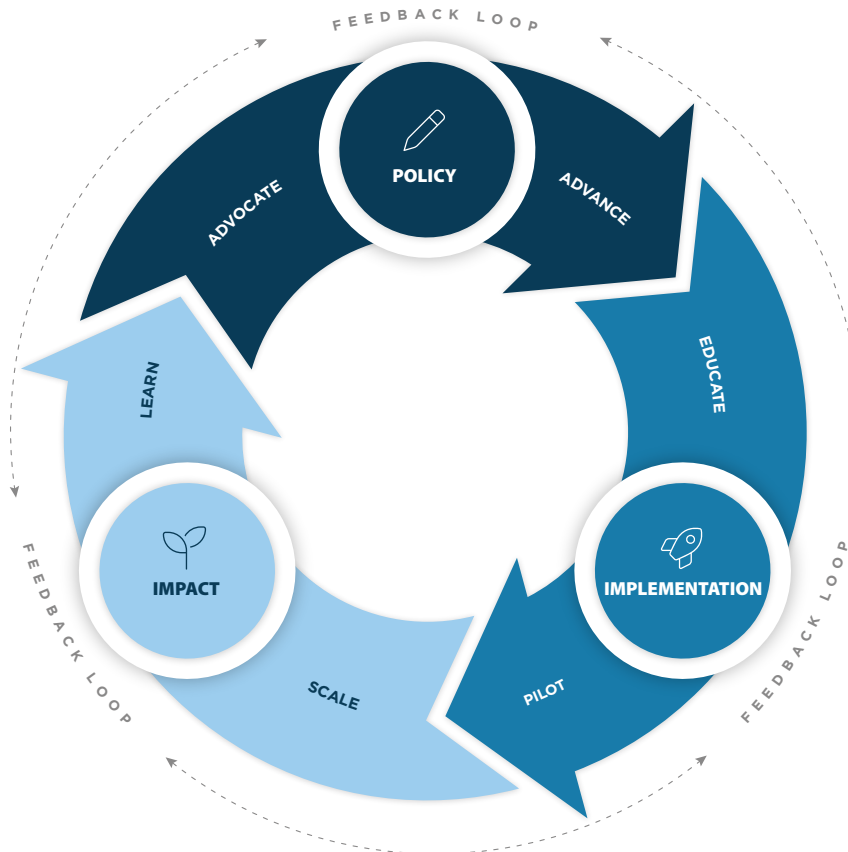 FEEDBACK LOOP
POLICY
ADVOCATE
ADVANCE
EDUCATE
LEARN
IMPACT
IMPLEMENTATION
SCALE
PILOT
FEEDBACK LOOP
FEEDBACK LOOP